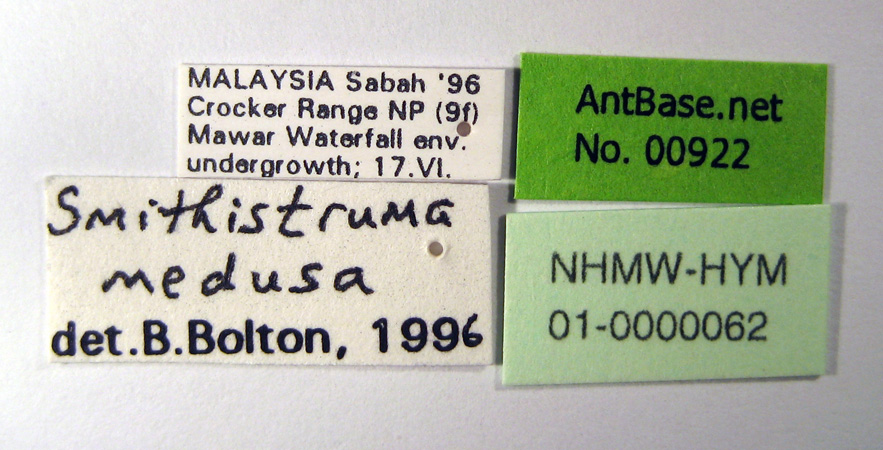 MALAYSIA Sabah '96
Crocker Range NP (9f)
Mawar Waterfall env.
undergrowth; 17.VI.
Smithistruma
medusa
det.B.Bolton, 1996
AntBase.net
No. 00922
NHMW-HYM
01-0000062